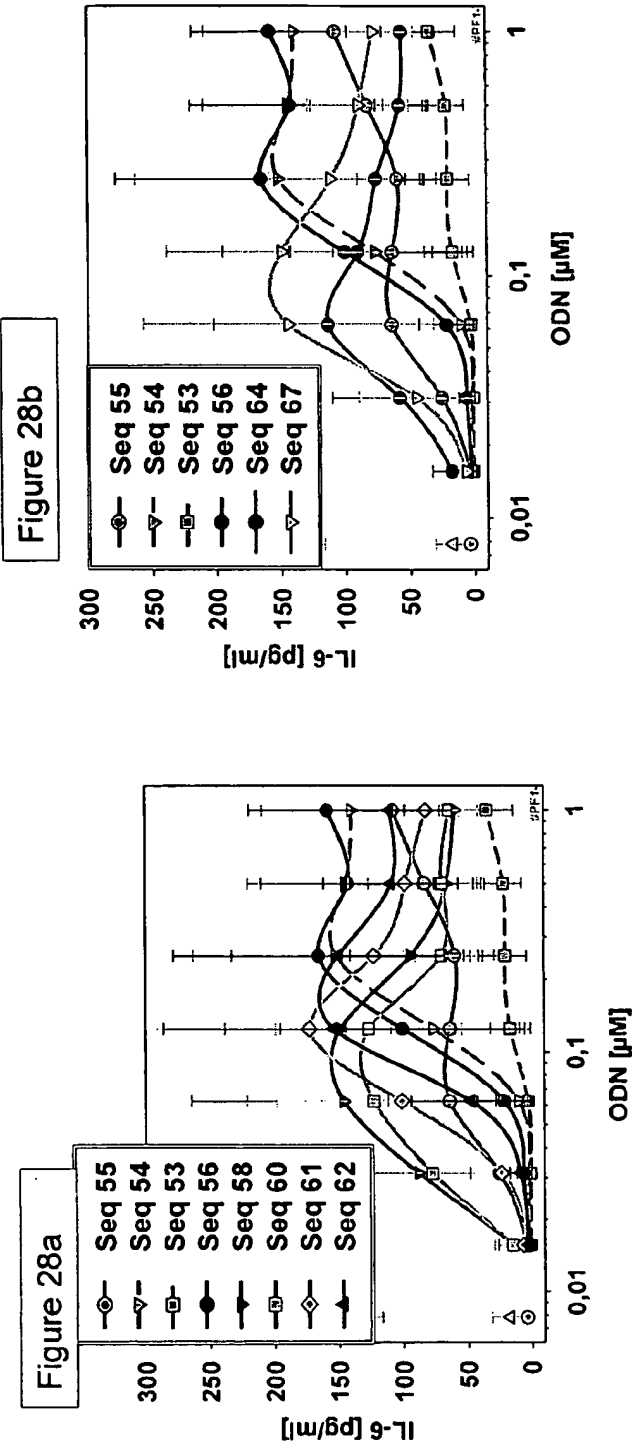 Figure 28a
Seq 55
Seq 54
Seq 53
Seq 56
Seq 58
Seq 60
Seq 61
Seq 62
300
250
200
150
100
50
0
IL-6 [pg/ml]
0,01
0,1
1
ODN [µM]
Figure 28b
Seq 55
Seq 54
Seq 53
Seq 56
Seq 64
Seq 67
300
250
200
150
100
50
0
IL-6 [pg/ml]
0,01
0,1
1
#PF1-
ODN [µM]